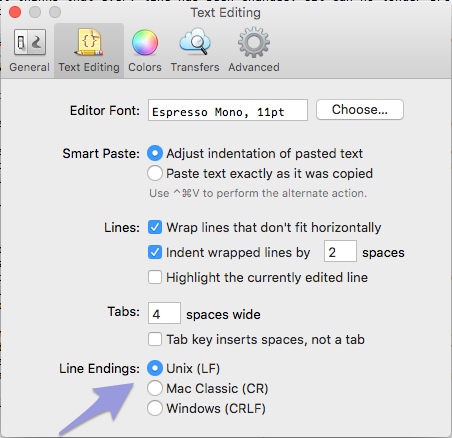 Text Editing
General Text Editing Colors Transfers Advanced
Editor Font: Espresso Mono, 11pt Choose...
Smart Paste: Adjust indentation of pasted text
Paste text exactly as it was copied
Use ^⌘V to perform the alternate action.
Lines: Wrap lines that don't fit horizontally
Indent wrapped lines by 2 spaces
Highlight the currently edited line
Tabs: 4 spaces wide
Tab key inserts spaces, not a tab
Line Endings: Unix (LF)
Mac Classic (CR)
Windows (CRLF)